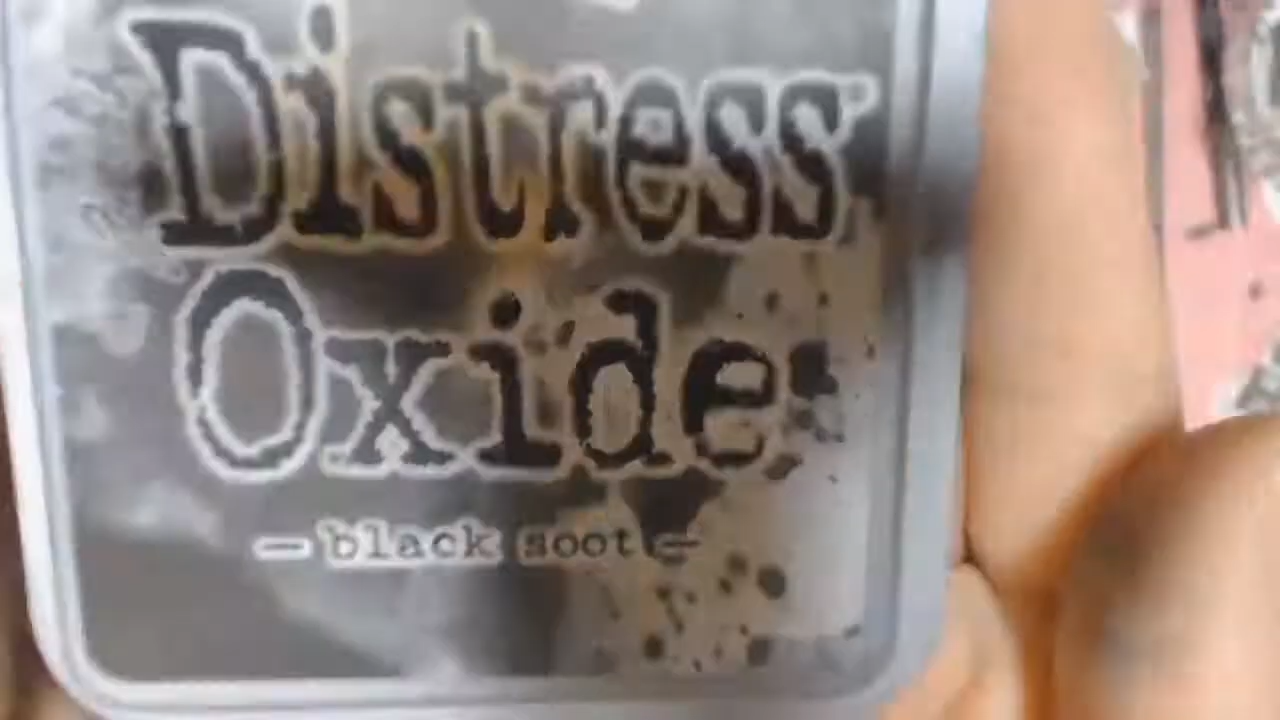 Distress
Oxide
— black soot —